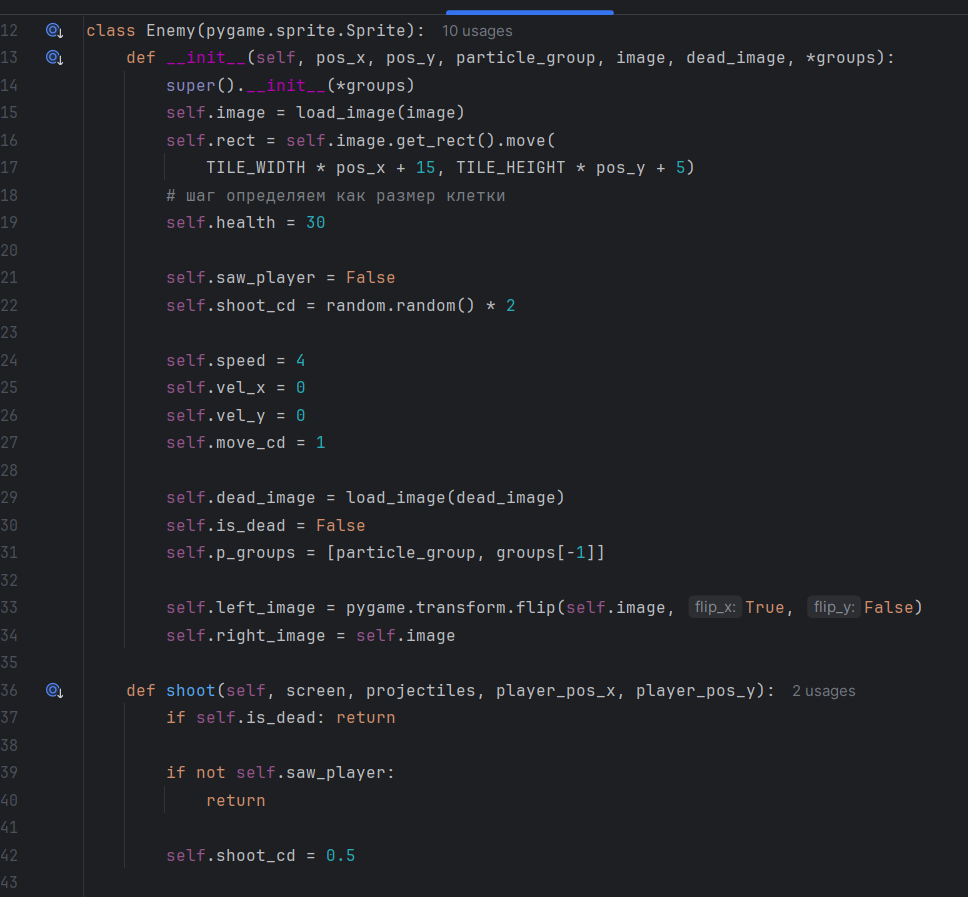 12 class Enemy(pygame.sprite.Sprite): 10 usages
13     def __init__(self, pos_x, pos_y, particle_group, image, dead_image, *groups):
14         super().__init__(*groups)
15         self.image = load_image(image)
16         self.rect = self.image.get_rect().move(
17             TILE_WIDTH * pos_x + 15, TILE_HEIGHT * pos_y + 5)
18         # шаг определяем как размер клетки
19         self.health = 30
20
21         self.saw_player = False
22         self.shoot_cd = random.random() * 2
23
24         self.speed = 4
25         self.vel_x = 0
26         self.vel_y = 0
27         self.move_cd = 1
28
29         self.dead_image = load_image(dead_image)
30         self.is_dead = False
31         self.p_groups = [particle_group, groups[-1]]
32
33         self.left_image = pygame.transform.flip(self.image, flip_x: True, flip_y: False)
34         self.right_image = self.image
35
36     def shoot(self, screen, projectiles, player_pos_x, player_pos_y): 2 usages
37         if self.is_dead: return
38
39         if not self.saw_player:
40             return
41
42         self.shoot_cd = 0.5
43